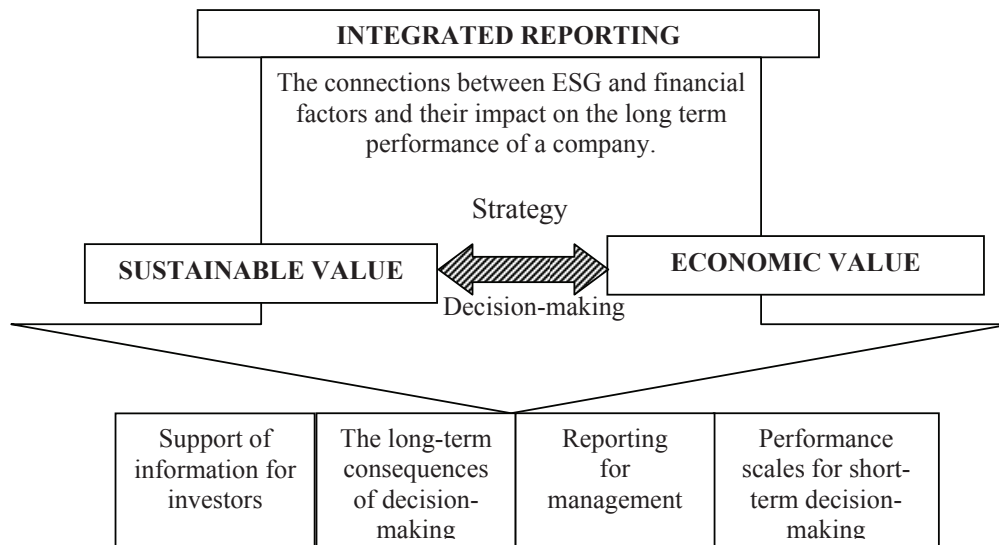 INTEGRATED REPORTING
The connections between ESG and financial
factors and their impact on the long term
performance of a company.
Strategy
SUSTAINABLE VALUE
ECONOMIC VALUE
Decision-making
Support of
information for
investors
The long-term
consequences
of decision-
making
Reporting
for
management
Performance
scales for short-
term decision-
making